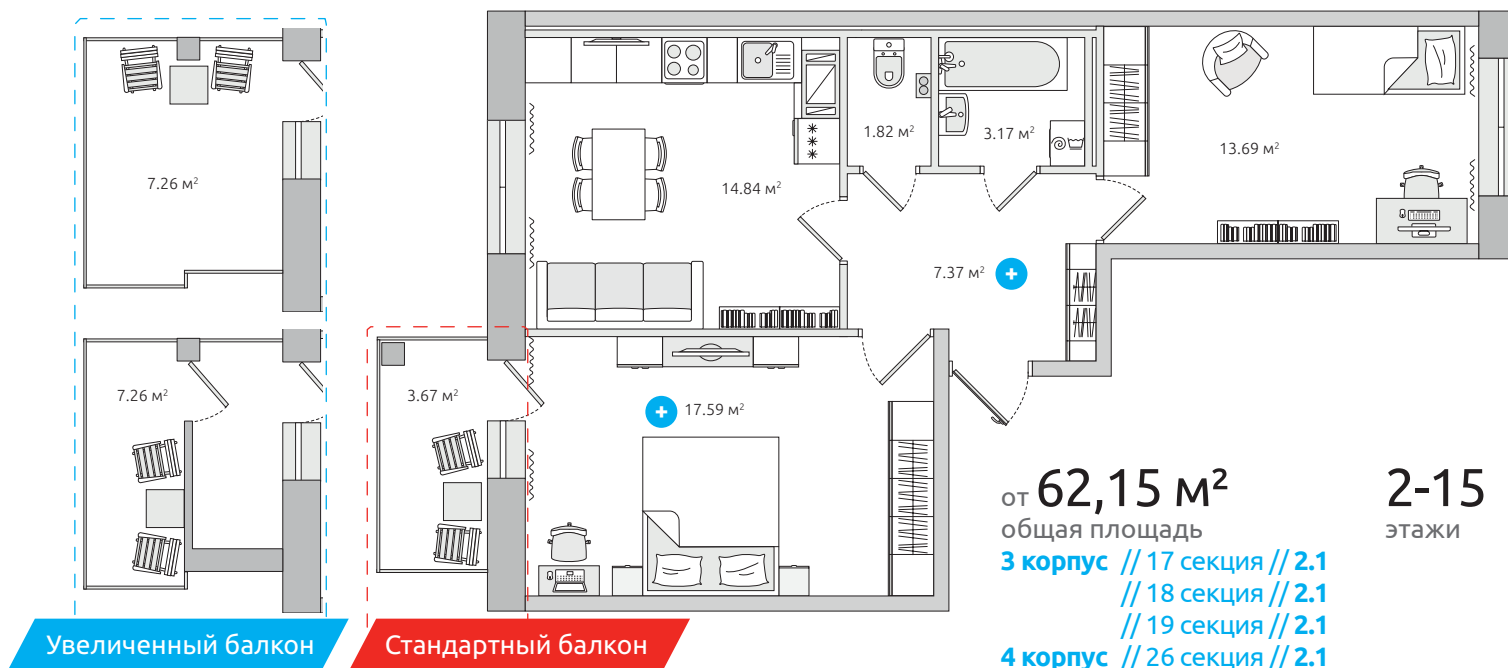 1.82 м²
3.17 м²
13.69 м²
7.26 м²
14.84 м²
7.37 м²
7.26 м²
3.67 м²
17.59 м²
от 62,15 м²
общая площадь
2-15
этажи
3 корпус // 17 секция // 2.1
// 18 секция // 2.1
// 19 секция // 2.1
4 корпус // 26 секция // 2.1
Увеличенный балкон
Стандартный балкон